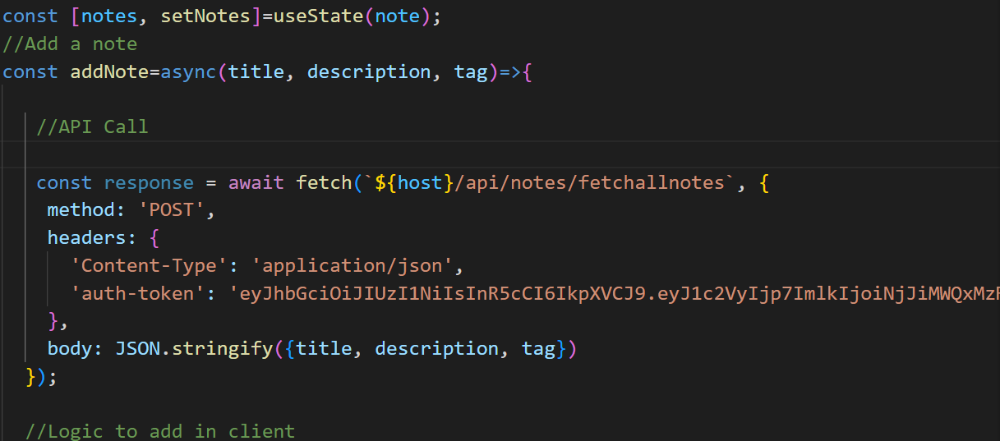 const [notes, setNotes]=useState(note);
//Add a note
const addNote=async(title, description, tag)=>{
//API Call
const response = await fetch(`${host}/api/notes/fetchallnotes`, {
method: 'POST',
headers: {
'Content-Type': 'application/json',
'auth-token': 'eyJhbGciOiJIUzI1NiIsInR5cCI6IkpXVCJ9.eyJ1c2VyIjp7ImlkIjoiNjJiMWQxMzF
},
body: JSON.stringify({title, description, tag})
});
//Logic to add in client